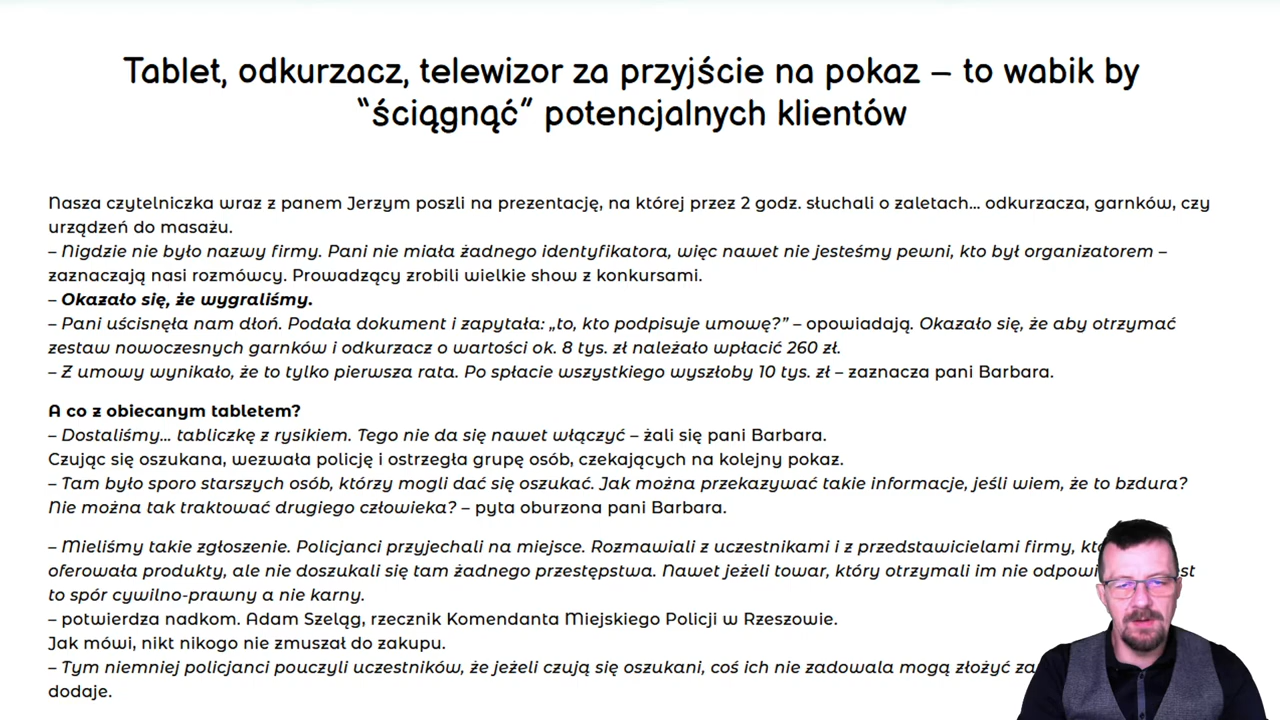 Tablet, odkurzacz, telewizor za przyjście na pokaz – to wabik by
“ściągnąć” potencjalnych klientów
Nasza czytelniczka wraz z panem Jerzym poszli na prezentację, na której przez 2 godz. słuchali o zaletach... odkurzacza, garnków, czy
urządzeń do masażu.
– Nigdzie nie było nazwy firmy. Pani nie miała żadnego identyfikatora, więc nawet nie jesteśmy pewni, kto był organizatorem –
zaznaczają nasi rozmówcy. Prowadzący zrobili wielkie show z konkursami.
– Okazało się, że wygraliśmy.
– Pani uścisnęła nam dłoń. Podała dokument i zapytała: „to, kto podpisuje umowę?” – opowiadają. Okazało się, że aby otrzymać
zestaw nowoczesnych garnków i odkurzacz o wartości ok. 8 tys. zł należało wpłacić 260 zł.
– Z umowy wynikało, że to tylko pierwsza rata. Po spłacie wszystkiego wyszłoby 10 tys. zł – zaznacza pani Barbara.
A co z obiecanym tabletem?
– Dostaliśmy... tabliczkę z rysikiem. Tego nie da się nawet włączyć – żali się pani Barbara.
Czując się oszukana, wezwała policję i ostrzegła grupę osób, czekających na kolejny pokaz.
– Tam było sporo starszych osób, którzy mogli dać się oszukać. Jak można przekazywać takie informacje, jeśli wiem, że to bzdura?
Nie można tak traktować drugiego człowieka? – pyta oburzona pani Barbara.
– Mieliśmy takie zgłoszenie. Policjanci przyjechali na miejsce. Rozmawiali z uczestnikami i z przedstawicielami firmy,
oferowała produkty, ale nie doszukali się tam żadnego przestępstwa. Nawet jeżeli towar, który otrzymali im nie
to spór cywilno-prawny a nie karny.
– potwierdza nadkom. Adam Szeląg, rzecznik Komendanta Miejskiego Policji w Rzeszowie.
Jak mówi, nikt nikogo nie zmuszał do zakupu.
– Tym niemniej policjanci pouczyli uczestników, że jeżeli czują się oszukani, coś ich nie zadowala mogą złożyć
dodaje.